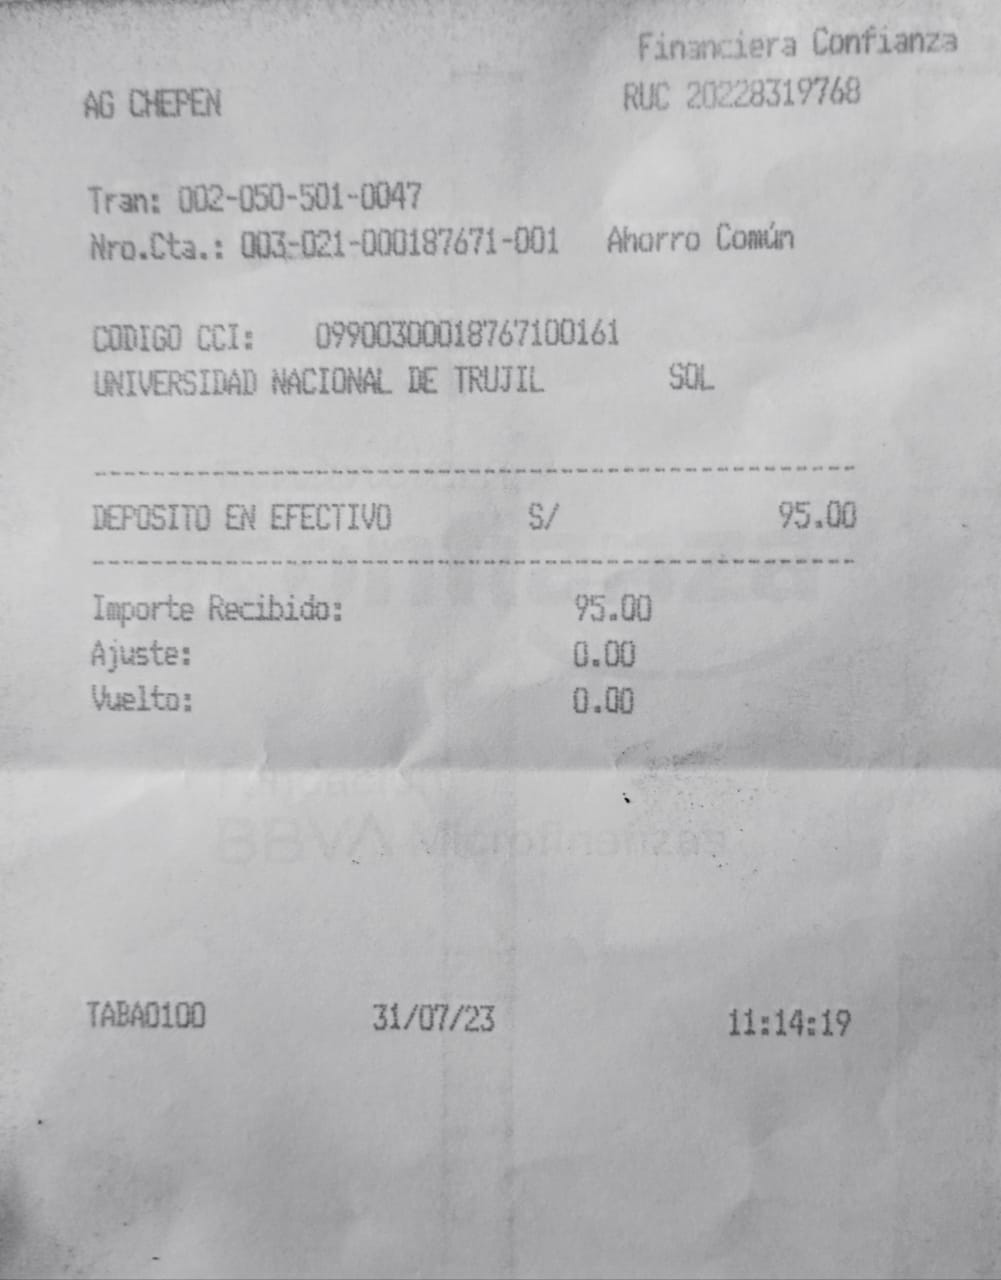 Financiera Confianza
AG CHEPEN RUC 20228319768
Tran: 002-050-501-0047
Nro.Cta.: 003-021-000187671-001 Ahorro Común
CODIGO CCI: 09900300018767100161
UNIVERSIDAD NACIONAL DE TRUJIL SOL
DEPOSITO EN EFECTIVO S/ 95.00
Importe Recibido: 95.00
Ajuste: 0.00
Vuelto: 0.00
BBVA Microfinanzas
TABA0100 31/07/23 11:14:19